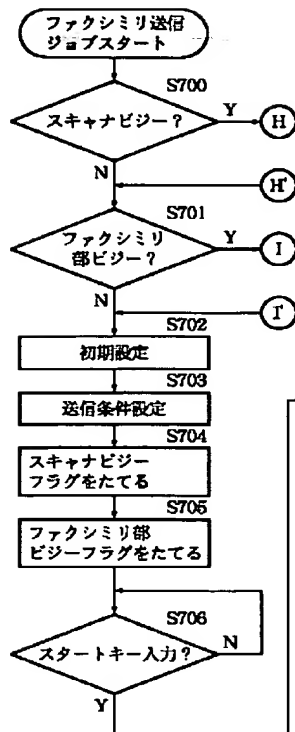 ファクシミリ送信
ジョブスタート
S700
スキャナビジー？
Y
H
N
H'
S701
ファクシミリ
部ビジー？
Y
I
N
I'
S702
初期設定
S703
送信条件設定
S704
スキャナビジー
フラグをたてる
S705
ファクシミリ部
ビジーフラグをたてる
S706
スタートキー入力？
N
Y